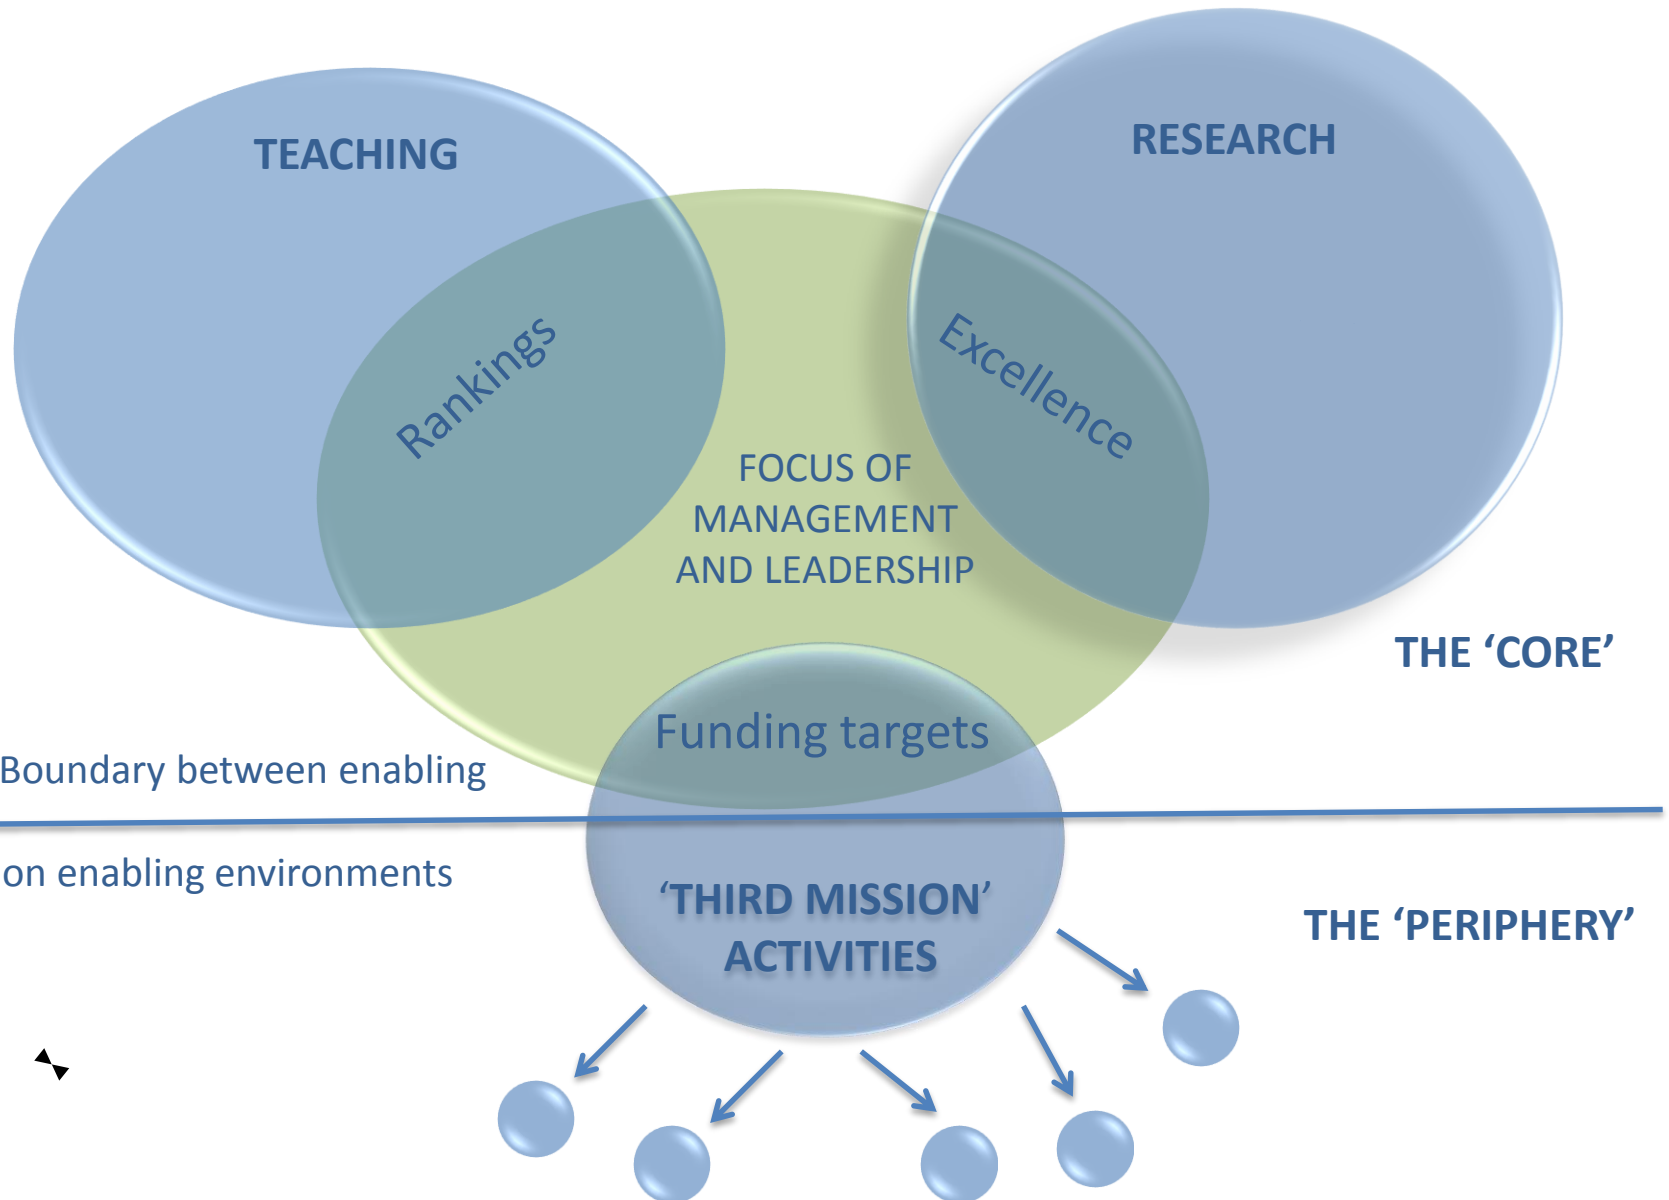 TEACHING
RESEARCH
Rankings
Excellence
FOCUS OF
MANAGEMENT
AND LEADERSHIP
THE ‘CORE’
Funding targets
Boundary between enabling
on enabling environments
‘THIRD MISSION’
ACTIVITIES
THE ‘PERIPHERY’